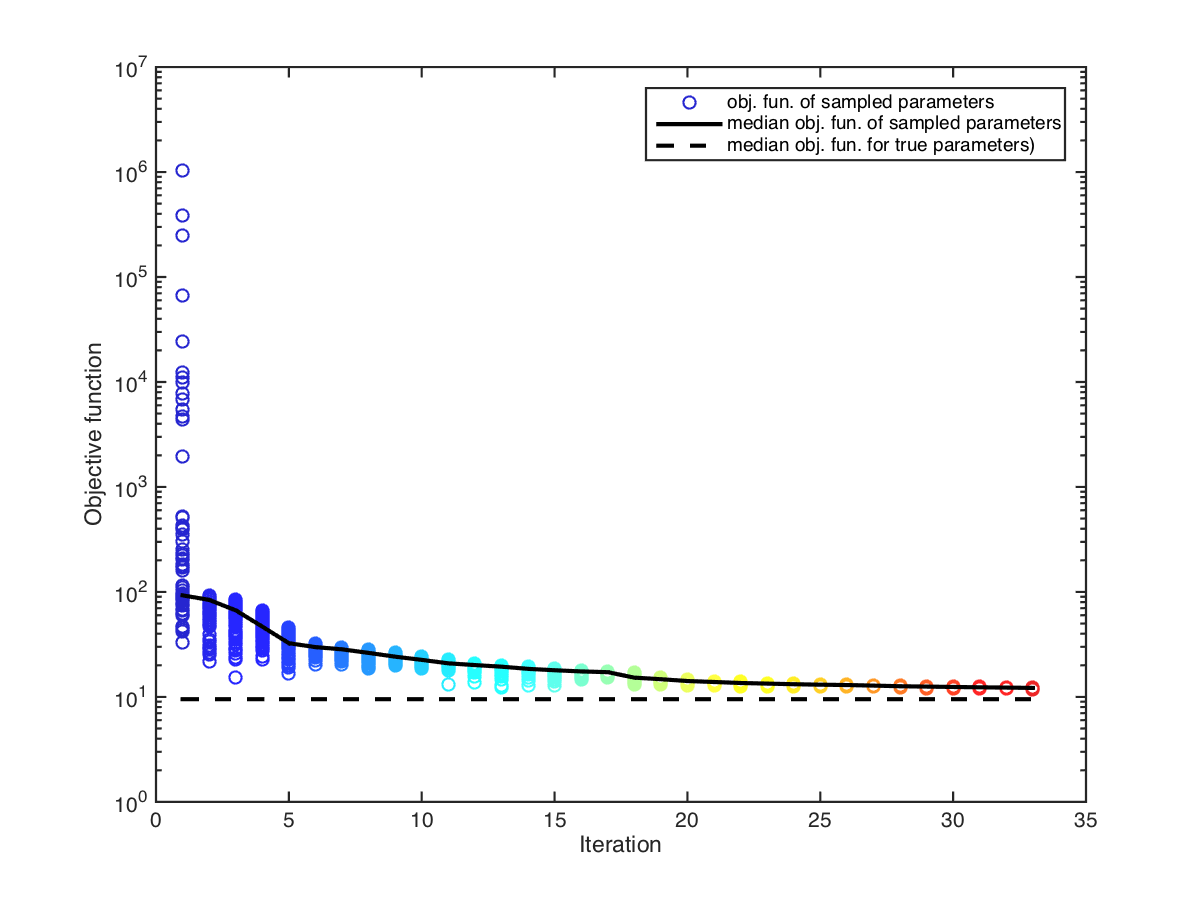 10^7
10^6
10^5
10^4
10^3
10^2
10^1
10^0
Objective function
obj. fun. of sampled parameters
median obj. fun. of sampled parameters
median obj. fun. for true parameters)
0 5 10 15 20 25 30 35
Iteration